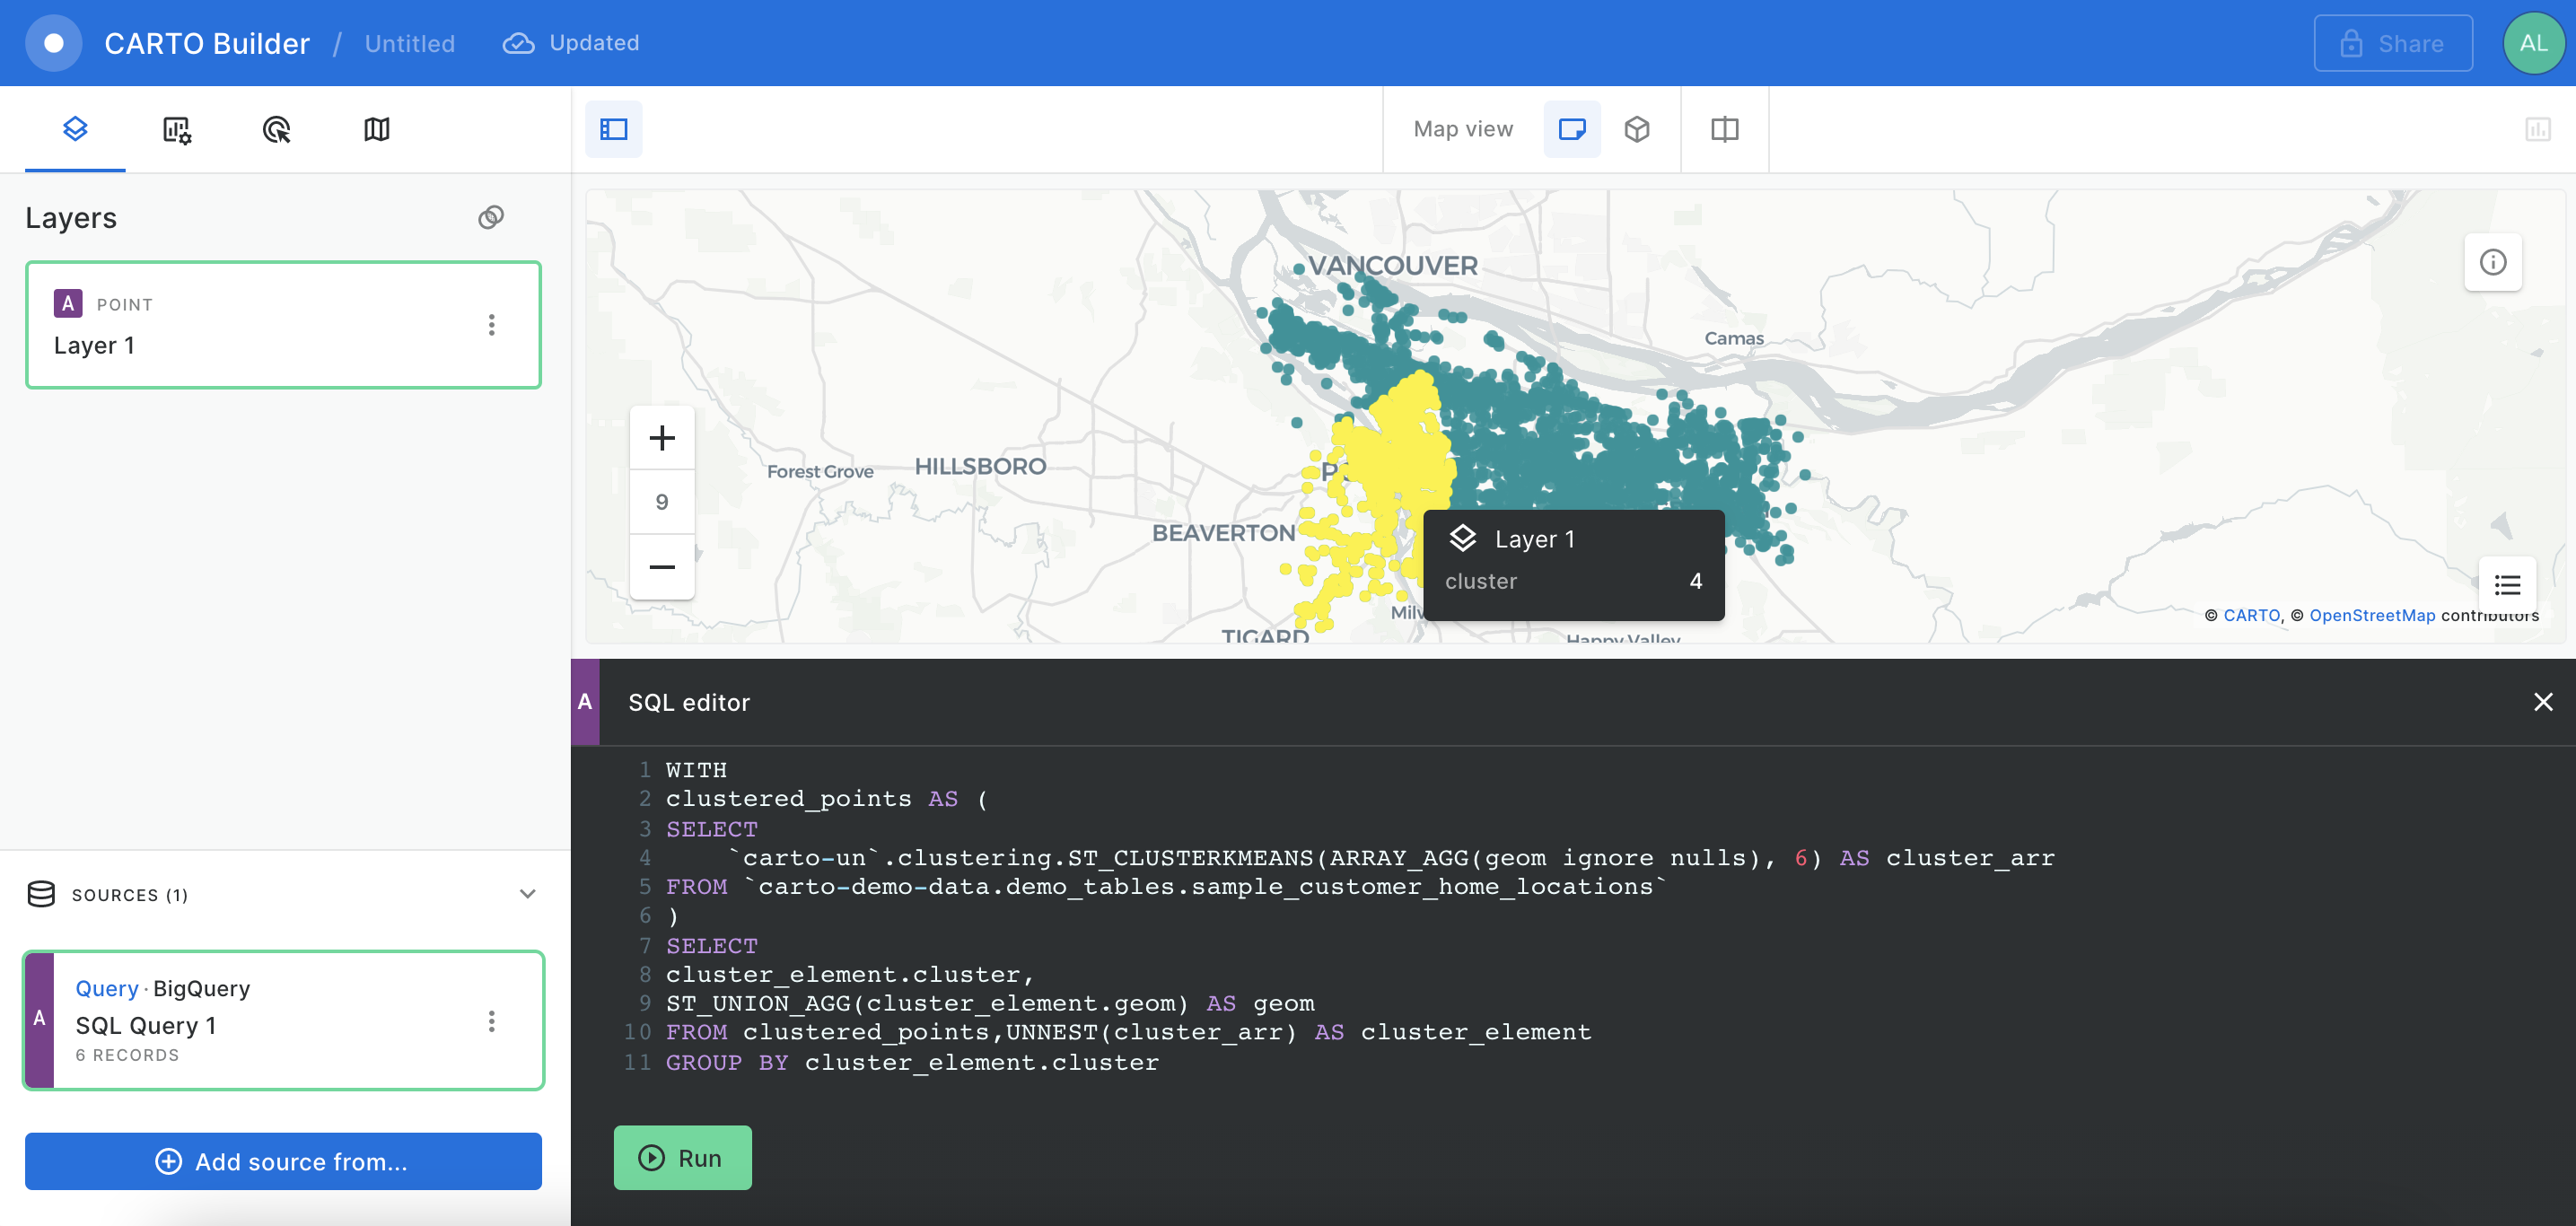 CARTO Builder / Untitled Updated
Share
AL
Map view
Layers
A POINT
Layer 1
VANCOUVER
Camas
Forest Grove
HILLSBORO
BEAVERTON
TIGARD
Happy Valley
9
Layer 1
cluster 4
© CARTO, © OpenStreetMap contributors
SOURCES (1)
A
Query · BigQuery
SQL Query 1
6 RECORDS
Add source from...
A
SQL editor
1 WITH
2 clustered_points AS (
3 SELECT
4     `carto-un`.clustering.ST_CLUSTERKMEANS(ARRAY_AGG(geom ignore nulls), 6) AS cluster_arr
5 FROM `carto-demo-data.demo_tables.sample_customer_home_locations`
6 )
7 SELECT
8 cluster_element.cluster,
9 ST_UNION_AGG(cluster_element.geom) AS geom
10 FROM clustered_points,UNNEST(cluster_arr) AS cluster_element
11 GROUP BY cluster_element.cluster
Run